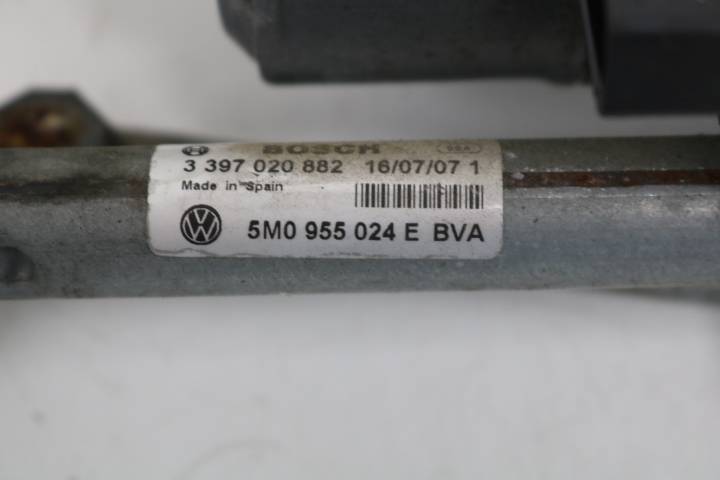 BOSCH
3 397 020 882 16/07/07 1
Made in Spain
5M0 955 024 E BVA